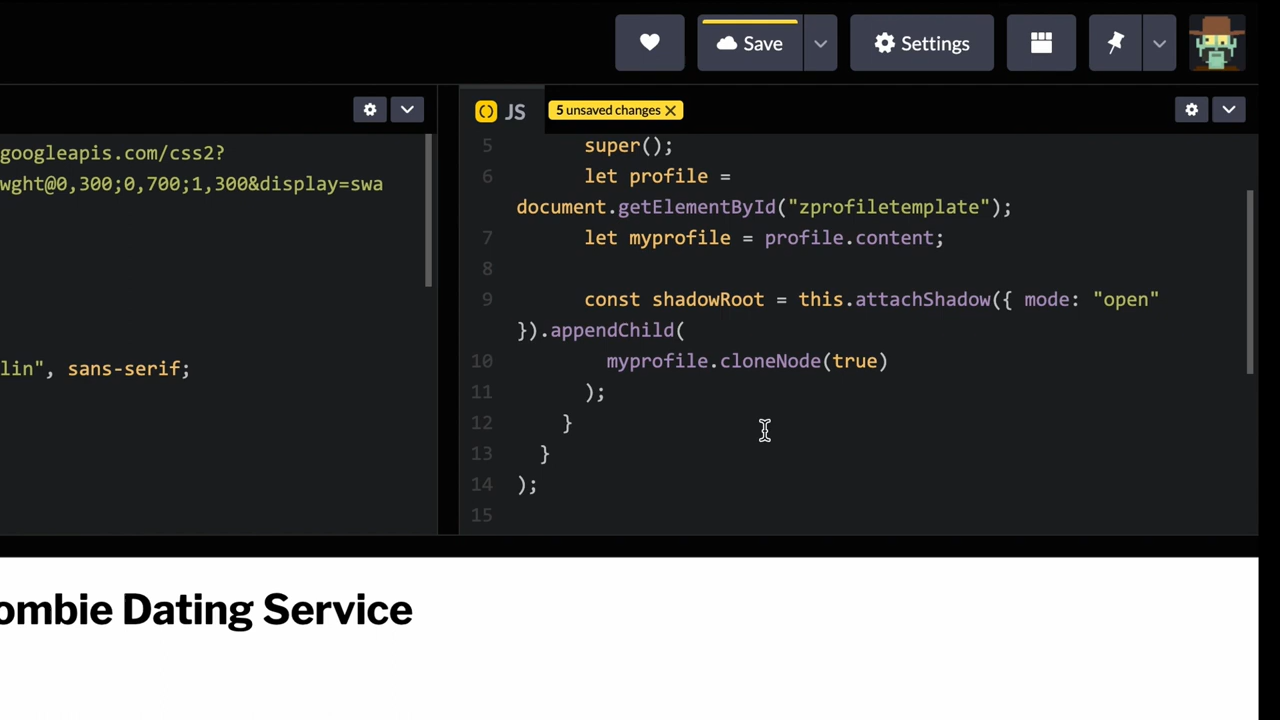 Save
Settings
JS
5 unsaved changes
googleapis.com/css2?
wght@0,300;0,700;1,300&display=swa
lin", sans-serif;
5 super();
6 let profile =
document.getElementById("zprofiletemplate");
7 let myprofile = profile.content;
8
9 const shadowRoot = this.attachShadow({ mode: "open"
}).appendChild(
10 myprofile.cloneNode(true)
11 );
12 }
13 }
14 );
15
ombie Dating Service